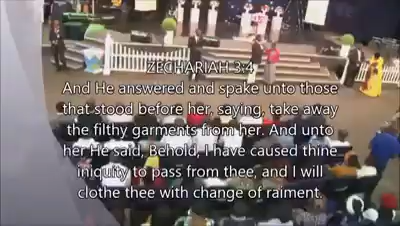 ZECHARIAH 3:4
And He answered and spake unto those
that stood before her, saying, take away
the filthy garments from her. And unto
her He said, Behold, I have caused thine
iniquity to pass from thee, and I will
clothe thee with change of raiment.